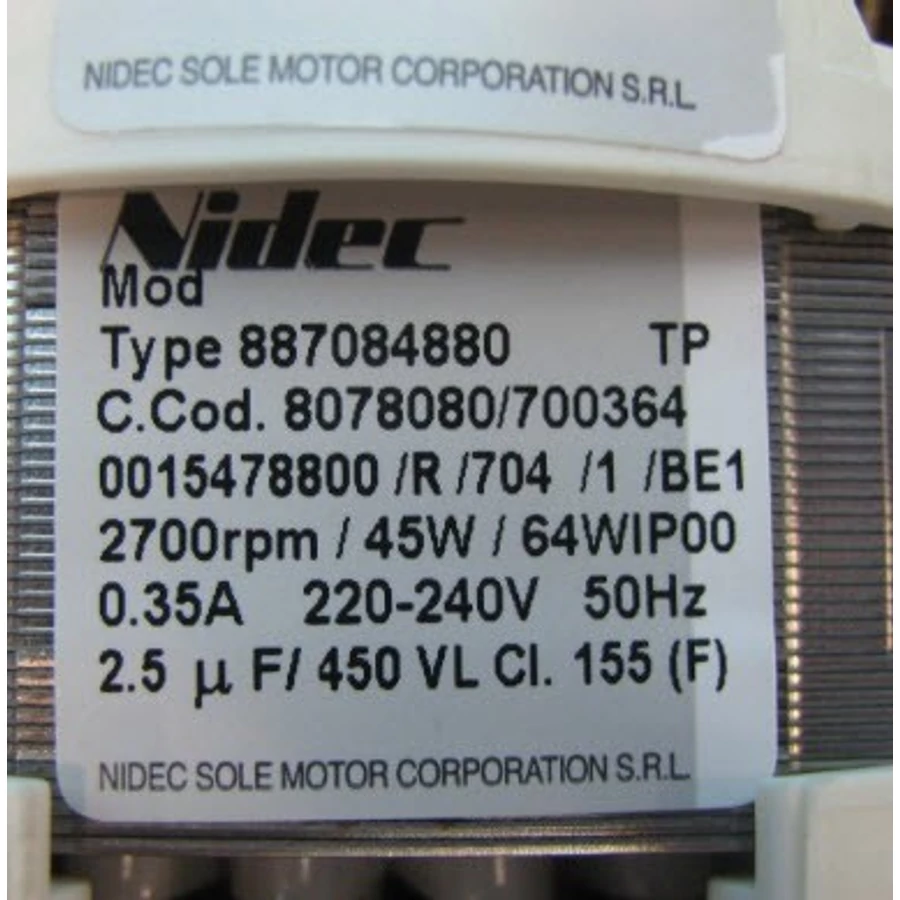 NIDEC SOLE MOTOR CORPORATION S.R.L.
Nidec
Mod
Type 887084880 TP
C.Cod. 8078080/700364
0015478800 /R /704 /1 /BE1
2700rpm / 45W / 64WIP00
0.35A 220-240V 50Hz
2.5 μ F/ 450 VL Cl. 155 (F)
NIDEC SOLE MOTOR CORPORATION S.R.L.